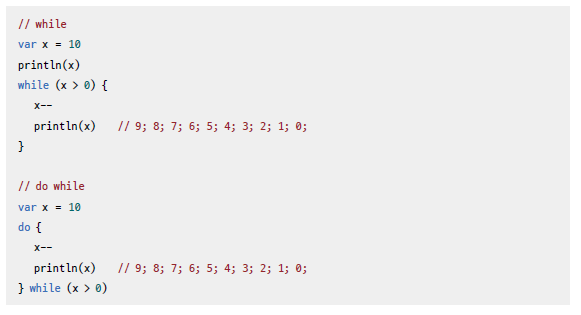 // while
var x = 10
println(x)
while (x > 0) {
x--
println(x) // 9; 8; 7; 6; 5; 4; 3; 2; 1; 0;
}
// do while
var x = 10
do {
x--
println(x) // 9; 8; 7; 6; 5; 4; 3; 2; 1; 0;
} while (x > 0)